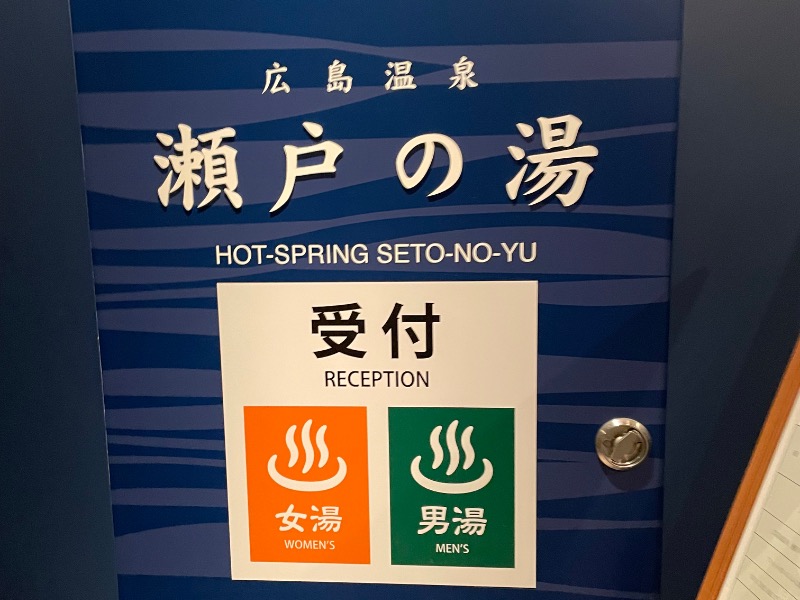 広島温泉
瀬戸の湯
HOT-SPRING SETO-NO-YU
受付
RECEPTION
女湯
WOMEN'S
男湯
MEN'S